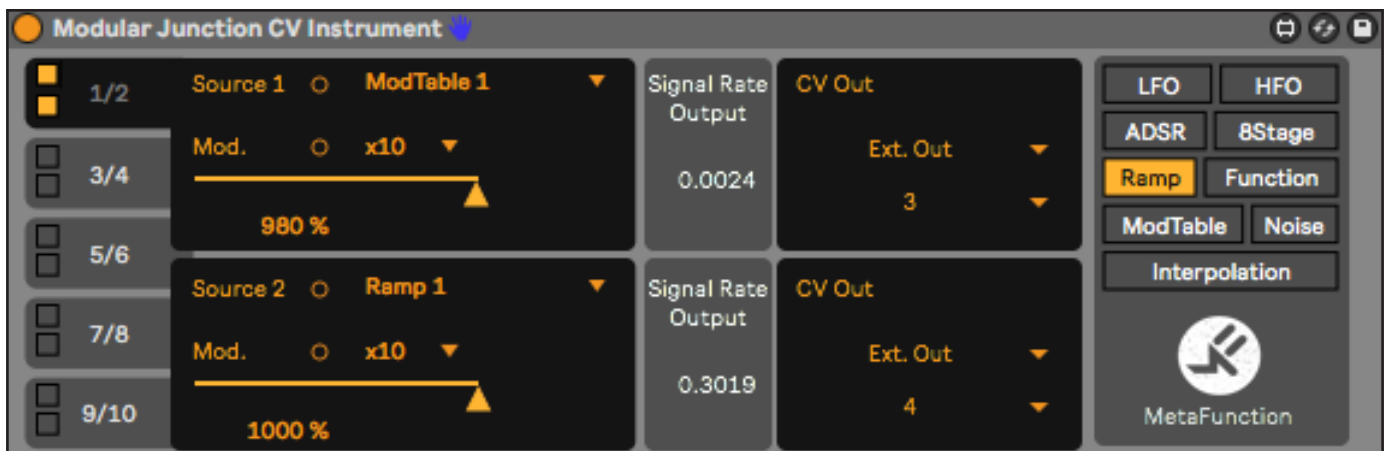 Modular Junction CV Instrument
1/2
3/4
5/6
7/8
9/10
Source 1 ModTable 1
Mod. x10
980 %
Signal Rate
Output
0.0024
CV Out
Ext. Out
3
Source 2 Ramp 1
Mod. x10
1000 %
Signal Rate
Output
0.3019
CV Out
Ext. Out
4
LFO HFO
ADSR 8Stage
Ramp Function
ModTable Noise
Interpolation
MetaFunction